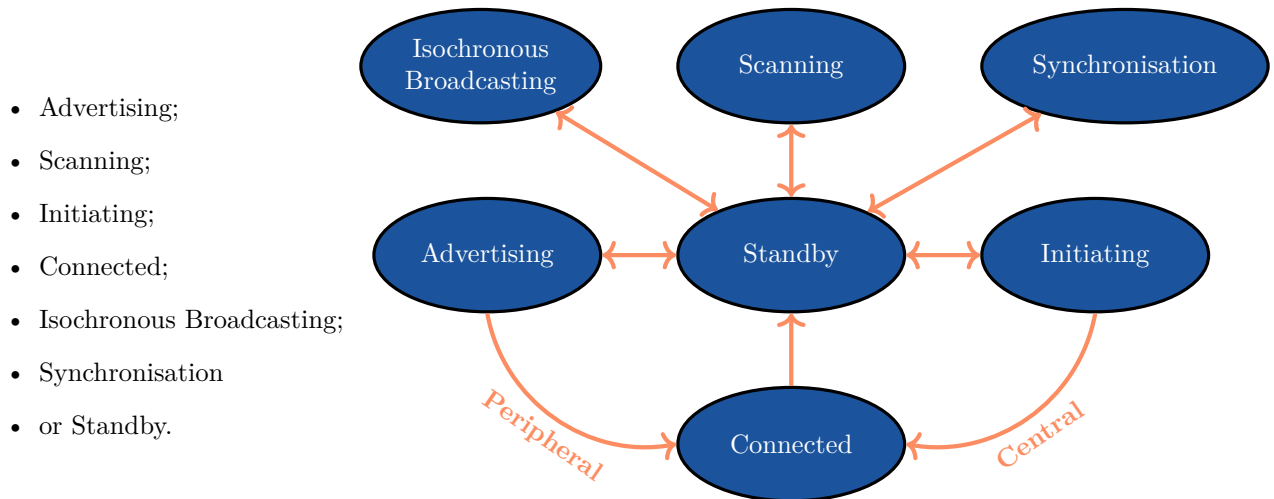 • Advertising;
• Scanning;
• Initiating;
• Connected;
• Isochronous Broadcasting;
• Synchronisation
• or Standby.
Isochronous
Broadcasting
Scanning
Synchronisation
Advertising
Standby
Initiating
Peripheral
Connected
Central